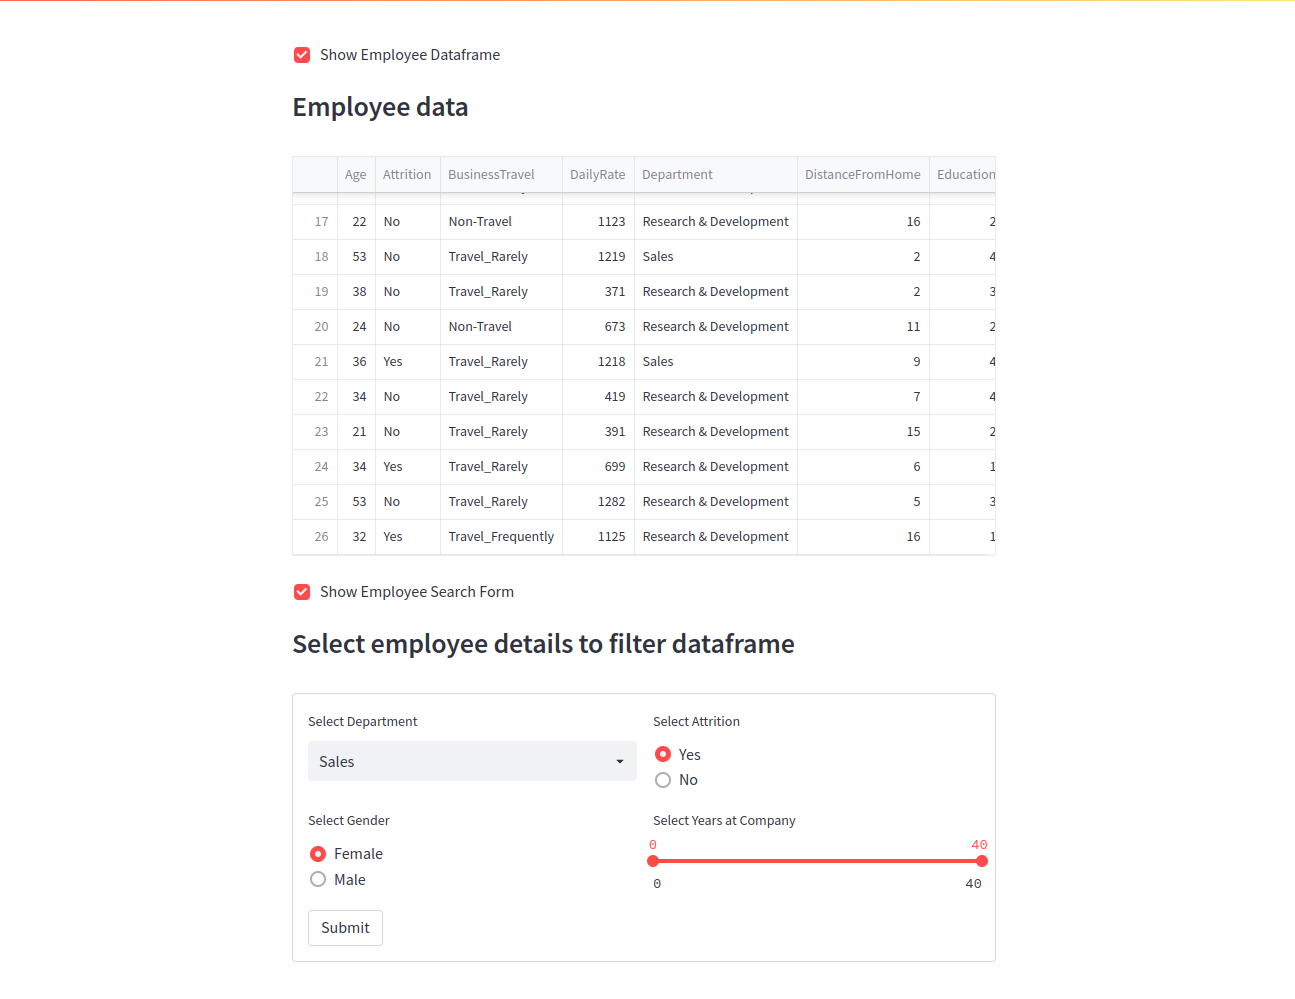 Show Employee Dataframe
Employee data
Age Attrition BusinessTravel DailyRate Department DistanceFromHome Education
17 22 No Non-Travel 1123 Research & Development 16 2
18 53 No Travel_Rarely 1219 Sales 2 4
19 38 No Travel_Rarely 371 Research & Development 2 3
20 24 No Non-Travel 673 Research & Development 11 2
21 36 Yes Travel_Rarely 1218 Sales 9 4
22 34 No Travel_Rarely 419 Research & Development 7 4
23 21 No Travel_Rarely 391 Research & Development 15 2
24 34 Yes Travel_Rarely 699 Research & Development 6 1
25 53 No Travel_Rarely 1282 Research & Development 5 3
26 32 Yes Travel_Frequently 1125 Research & Development 16 1
Show Employee Search Form
Select employee details to filter dataframe
Select Department
Sales
Select Attrition
Yes
No
Select Gender
Female
Male
Select Years at Company
0 40
0 40
Submit